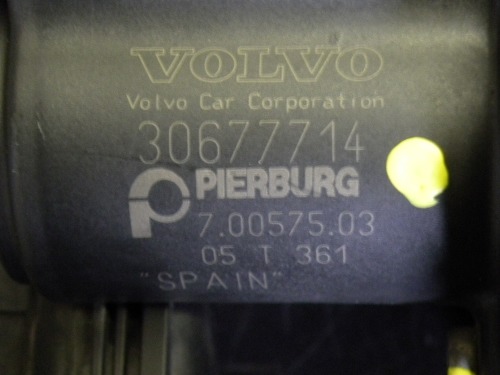 VOLVO
Volvo Car Corporation
30677714
PIERBURG
7.00575.03
05 T 361
"SPAIN"